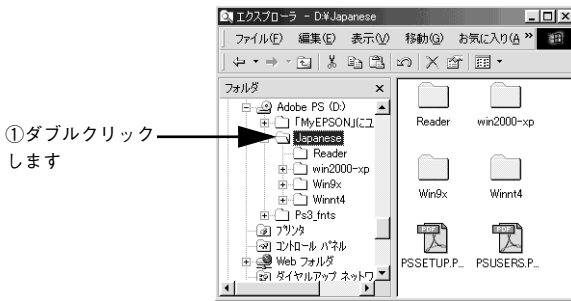 エクスプローラ - D:¥Japanese
ファイル(F) 編集(E) 表示(V) 移動(G) お気に入り(A »
フォルダ ×
Adobe PS (D:)
「MyEPSON」にユ
Japanese
Reader
win2000-xp
Win9x
Winnt4
Ps3_fnts
プリンタ
コントロール パネル
Web フォルダ
ダイヤルアップ ネットワ
Reader win2000-xp
Win9x Winnt4
PDF PDF
PSSETUP.P... PSUSERS.P...
①ダブルクリック
します